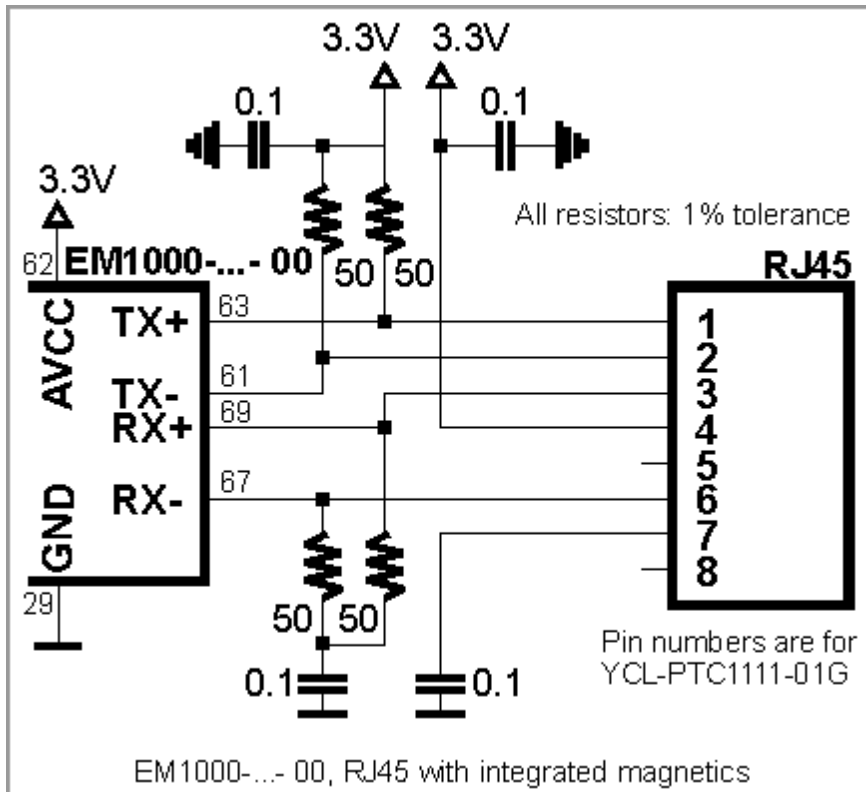 3.3V 3.3V
0.1 0.1
3.3V
All resistors: 1% tolerance
62 EM1000-...- 00 50 50 RJ45
AVCC
TX+ 63 1
2
TX- 61 3
RX+ 69 4
5
RX- 67 6
GND 7
8
29
50 50
0.1 0.1
Pin numbers are for
YCL-PTC1111-01G
EM1000-...- 00, RJ45 with integrated magnetics